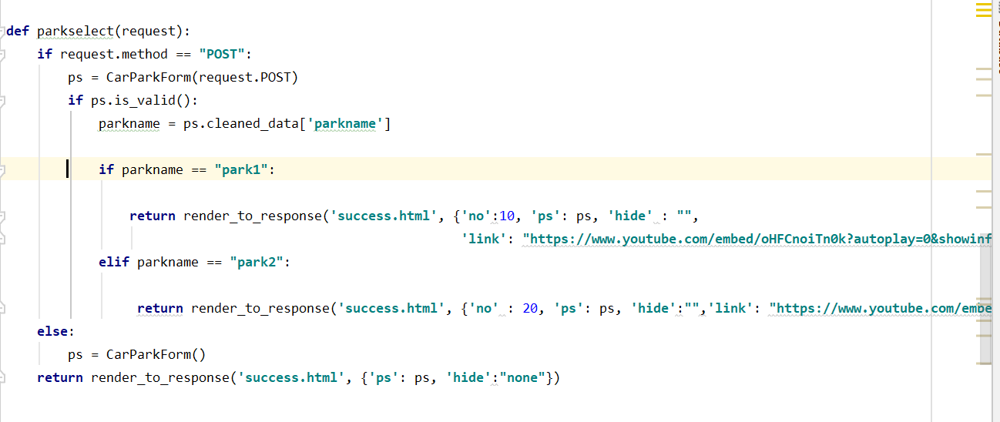 def parkselect(request):
    if request.method == "POST":
        ps = CarParkForm(request.POST)
        if ps.is_valid():
            parkname = ps.cleaned_data['parkname']
            if parkname == "park1":
                return render_to_response('success.html', {'no':10, 'ps': ps, 'hide' : "",
                                                           'link': "https://www.youtube.com/embed/oHFCnoiTn0k?autoplay=0&showinf
            elif parkname == "park2":
                 return render_to_response('success.html', {'no' : 20, 'ps': ps, 'hide':"",'link': "https://www.youtube.com/embe
    else:
        ps = CarParkForm()
    return render_to_response('success.html', {'ps': ps, 'hide':"none"})